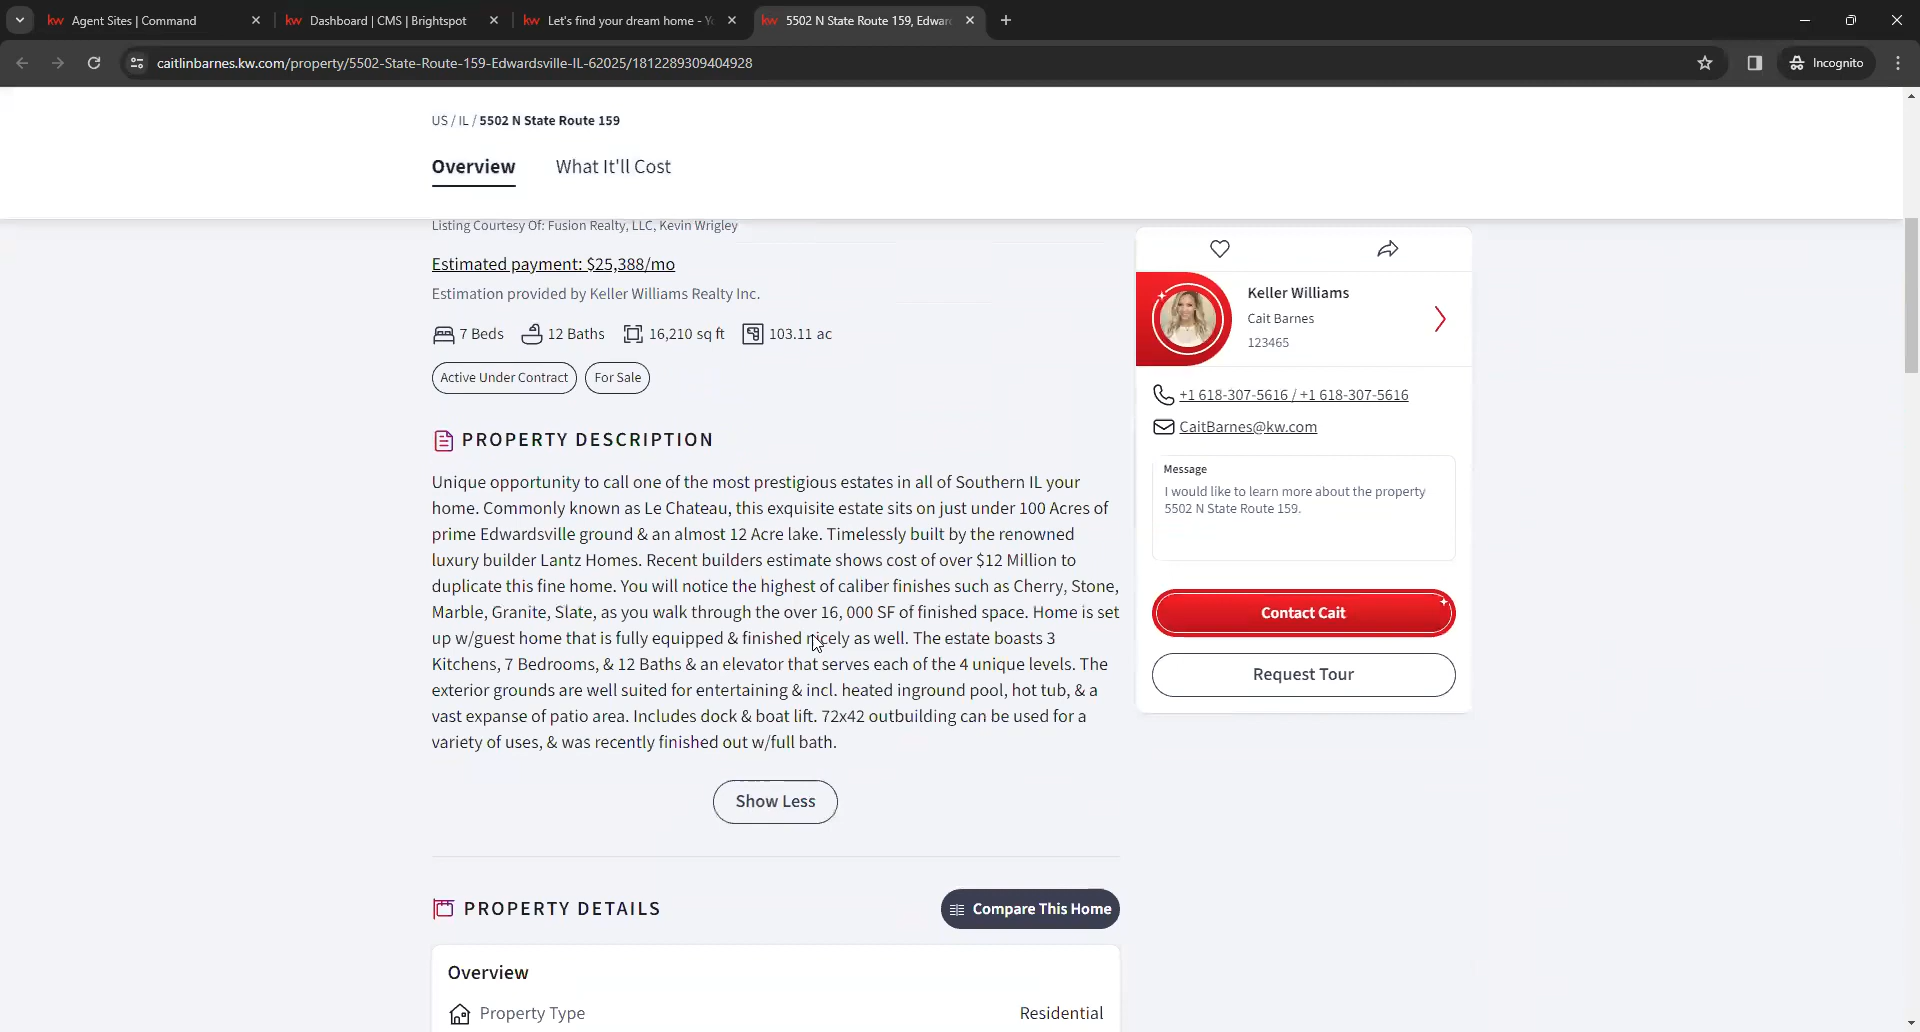 Agent Sites | Command
Dashboard | CMS | Brightspot
Let's find your dream home - Y
5502 N State Route 159, Edwar
caitlinbarnes.kw.com/property/5502-State-Route-159-Edwardsville-IL-62025/1812289309404928
Incognito
US / IL / 5502 N State Route 159
Overview
What It'll Cost
Listing Courtesy Of: Fusion Realty, LLC, Kevin Wrigley
Estimated payment: $25,388/mo
Estimation provided by Keller Williams Realty Inc.
7 Beds
12 Baths
16,210 sq ft
103.11 ac
Active Under Contract
For Sale
PROPERTY DESCRIPTION
Unique opportunity to call one of the most prestigious estates in all of Southern IL your
home. Commonly known as Le Chateau, this exquisite estate sits on just under 100 Acres of
prime Edwardsville ground & an almost 12 Acre lake. Timelessly built by the renowned
luxury builder Lantz Homes. Recent builders estimate shows cost of over $12 Million to
duplicate this fine home. You will notice the highest of caliber finishes such as Cherry, Stone,
Marble, Granite, Slate, as you walk through the over 16, 000 SF of finished space. Home is set
up w/guest home that is fully equipped & finished nicely as well. The estate boasts 3
Kitchens, 7 Bedrooms, & 12 Baths & an elevator that serves each of the 4 unique levels. The
exterior grounds are well suited for entertaining & incl. heated inground pool, hot tub, & a
vast expanse of patio area. Includes dock & boat lift. 72x42 outbuilding can be used for a
variety of uses, & was recently finished out w/full bath.
Show Less
PROPERTY DETAILS
Compare This Home
Overview
Property Type
Residential
Keller Williams
Cait Barnes
123465
+1 618-307-5616 / +1 618-307-5616
CaitBarnes@kw.com
Message
I would like to learn more about the property
5502 N State Route 159.
Contact Cait
Request Tour